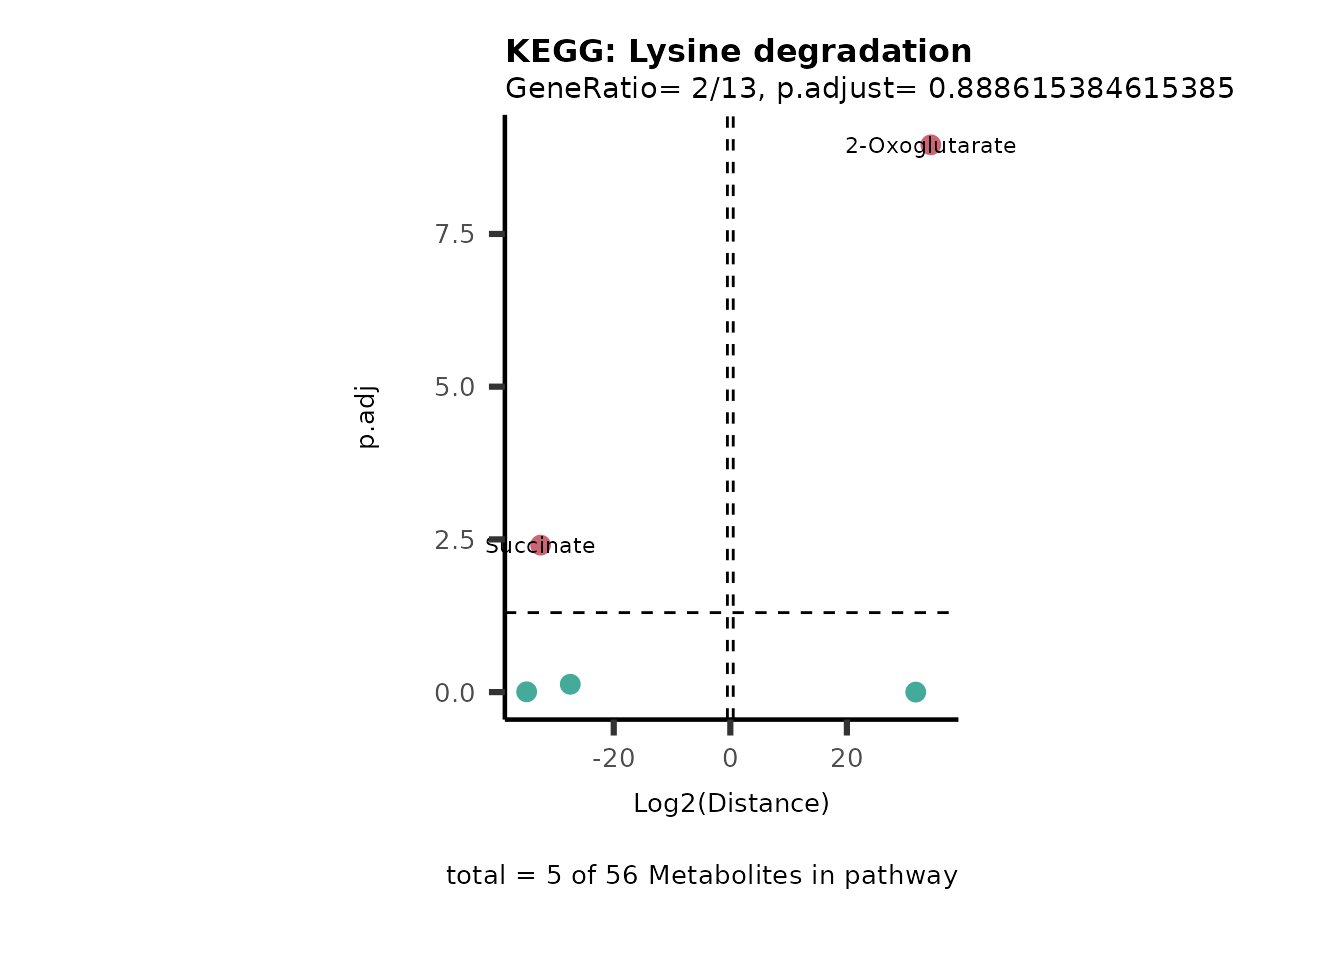 KEGG: Lysine degradation
GeneRatio= 2/13, p.adjust= 0.888615384615385
2-Oxoglutarate
7.5
5.0
p.adj
2.5
Succinate
0.0
-20 0 20
Log2(Distance)
total = 5 of 56 Metabolites in pathway